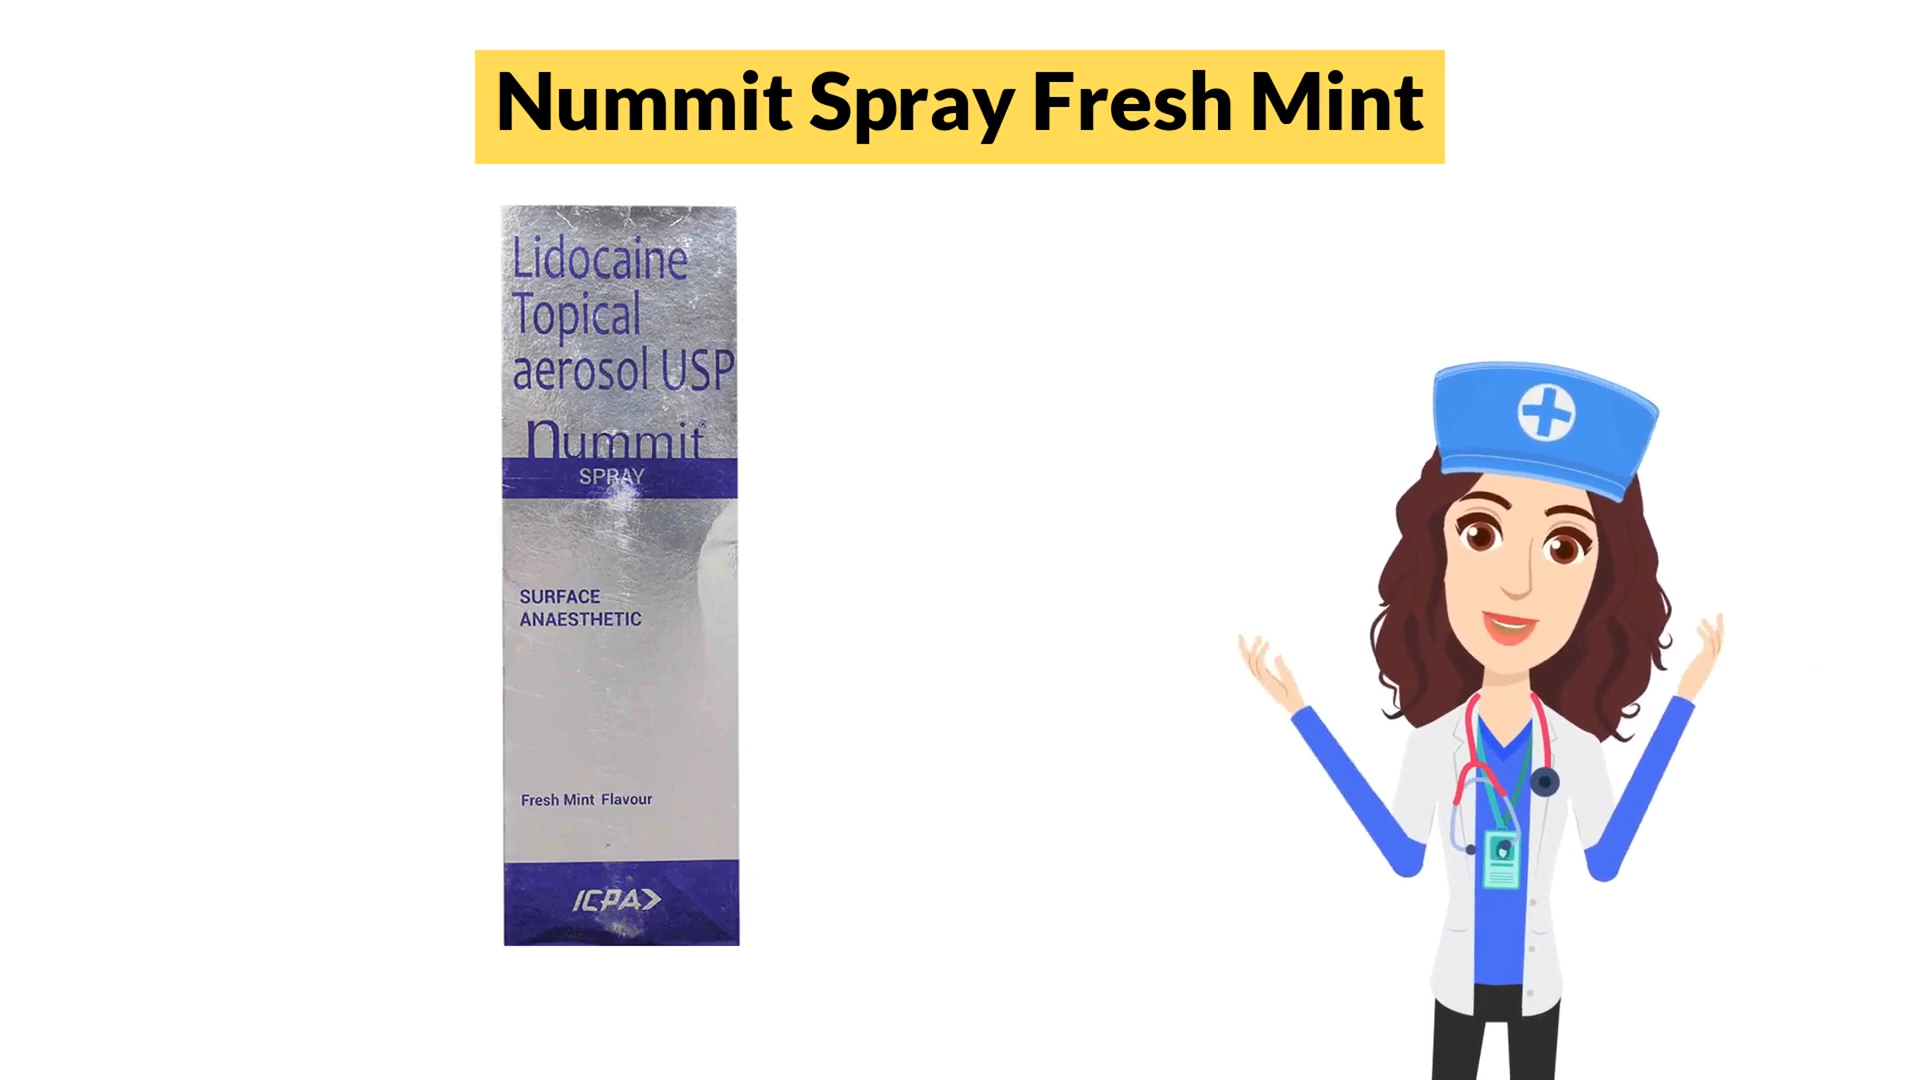 Nummit Spray Fresh Mint
Lidocaine
Topical
aerosol USP
nummit®
SPRAY
SURFACE
ANAESTHETIC
Fresh Mint Flavour
ICPA